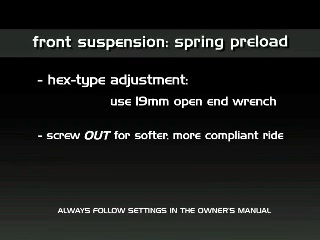 front suspension: spring preload
- hex-type adjustment:
use 19mm open end wrench
- screw OUT for softer, more compliant ride
ALWAYS FOLLOW SETTINGS IN THE OWNER'S MANUAL